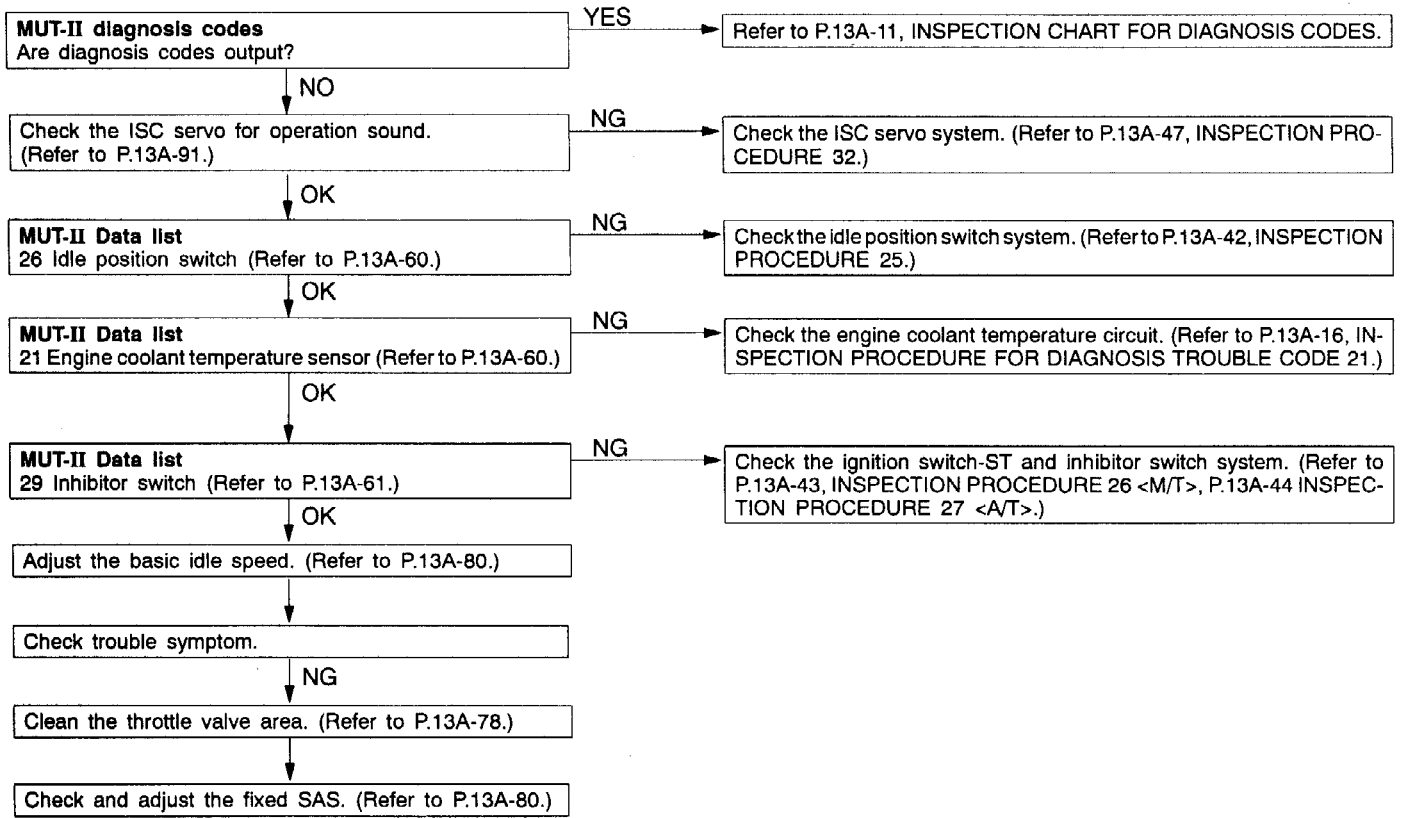 MUT-II diagnosis codes
Are diagnosis codes output?
YES
Refer to P.13A-11, INSPECTION CHART FOR DIAGNOSIS CODES.
NO
Check the ISC servo for operation sound.
(Refer to P.13A-91.)
NG
Check the ISC servo system. (Refer to P.13A-47, INSPECTION PRO-
CEDURE 32.)
OK
MUT-II Data list
26 Idle position switch (Refer to P.13A-60.)
NG
Check the idle position switch system. (Refer to P.13A-42, INSPECTION
PROCEDURE 25.)
OK
MUT-II Data list
21 Engine coolant temperature sensor (Refer to P.13A-60.)
NG
Check the engine coolant temperature circuit. (Refer to P.13A-16, IN-
SPECTION PROCEDURE FOR DIAGNOSIS TROUBLE CODE 21.)
OK
MUT-II Data list
29 Inhibitor switch (Refer to P.13A-61.)
NG
Check the ignition switch-ST and inhibitor switch system. (Refer to
P.13A-43, INSPECTION PROCEDURE 26 <M/T>, P.13A-44 INSPEC-
TION PROCEDURE 27 <A/T>.)
OK
Adjust the basic idle speed. (Refer to P.13A-80.)
Check trouble symptom.
NG
Clean the throttle valve area. (Refer to P.13A-78.)
Check and adjust the fixed SAS. (Refer to P.13A-80.)